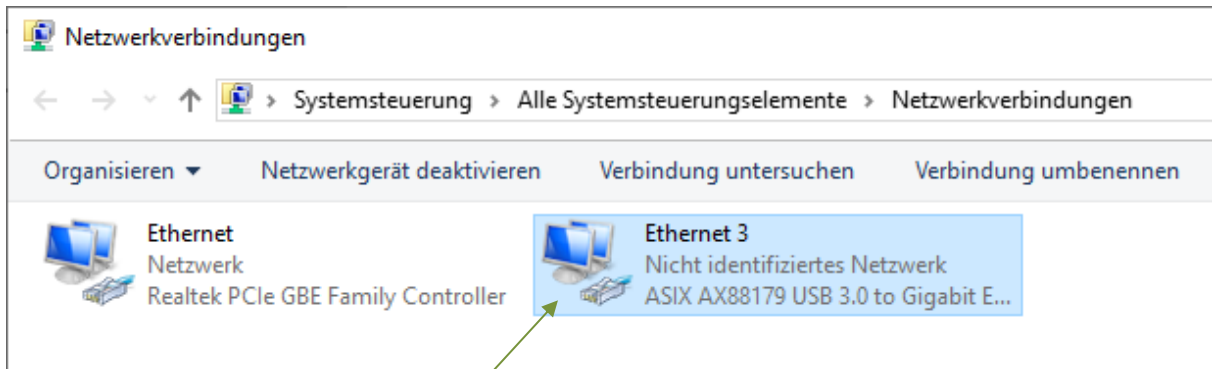 Netzwerkverbindungen
Systemsteuerung > Alle Systemsteuerungselemente > Netzwerkverbindungen
Organisieren Netzwerkgerät deaktivieren Verbindung untersuchen Verbindung umbenennen
Ethernet
Netzwerk
Realtek PCIe GBE Family Controller
Ethernet 3
Nicht identifiziertes Netzwerk
ASIX AX88179 USB 3.0 to Gigabit E...